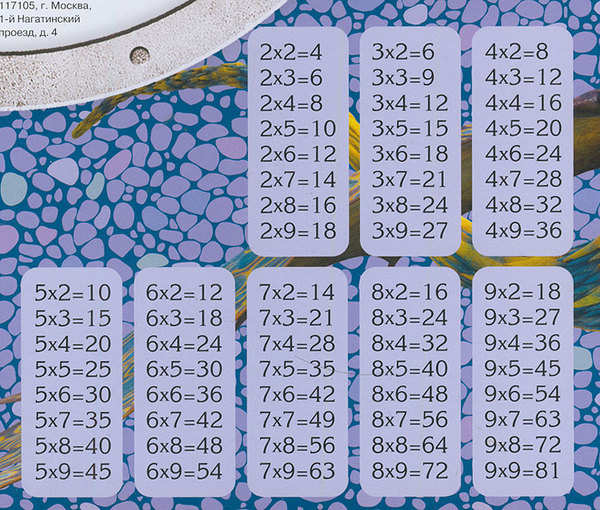 117105, г. Москва,
1-й Нагатинский
проезд, д. 4
2x2=4
2x3=6
2x4=8
2x5=10
2x6=12
2x7=14
2x8=16
2x9=18
3x2=6
3x3=9
3x4=12
3x5=15
3x6=18
3x7=21
3x8=24
3x9=27
4x2=8
4x3=12
4x4=16
4x5=20
4x6=24
4x7=28
4x8=32
4x9=36
5x2=10
5x3=15
5x4=20
5x5=25
5x6=30
5x7=35
5x8=40
5x9=45
6x2=12
6x3=18
6x4=24
6x5=30
6x6=36
6x7=42
6x8=48
6x9=54
7x2=14
7x3=21
7x4=28
7x5=35
7x6=42
7x7=49
7x8=56
7x9=63
8x2=16
8x3=24
8x4=32
8x5=40
8x6=48
8x7=56
8x8=64
8x9=72
9x2=18
9x3=27
9x4=36
9x5=45
9x6=54
9x7=63
9x8=72
9x9=81